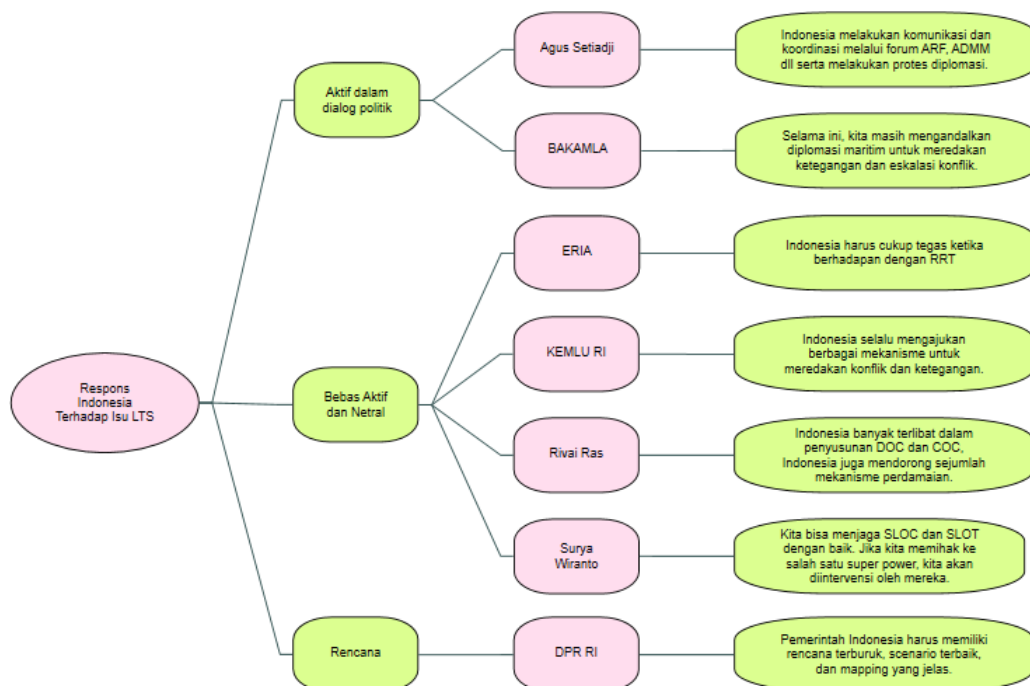 Respons
Indonesia
Terhadap Isu LTS
Aktif dalam
dialog politik
Agus Setiadji
Indonesia melakukan komunikasi dan
koordinasi melalui forum ARF, ADMM
dll serta melakukan protes diplomasi.
BAKAMLA
Selama ini, kita masih mengandalkan
diplomasi maritim untuk meredakan
ketegangan dan eskalasi konflik.
Bebas Aktif
dan Netral
ERIA
Indonesia harus cukup tegas ketika
berhadapan dengan RRT
KEMLU RI
Indonesia selalu mengajukan
berbagai mekanisme untuk
meredakan konflik dan ketegangan.
Rivai Ras
Indonesia banyak terlibat dalam
penyusunan DOC dan COC,
Indonesia juga mendorong sejumlah
mekanisme perdamaian.
Surya
Wiranto
Kita bisa menjaga SLOC dan SLOT
dengan baik. Jika kita memihak ke
salah satu super power, kita akan
diintervensi oleh mereka.
Rencana
DPR RI
Pemerintah Indonesia harus memiliki
rencana terburuk, scenario terbaik,
dan mapping yang jelas.